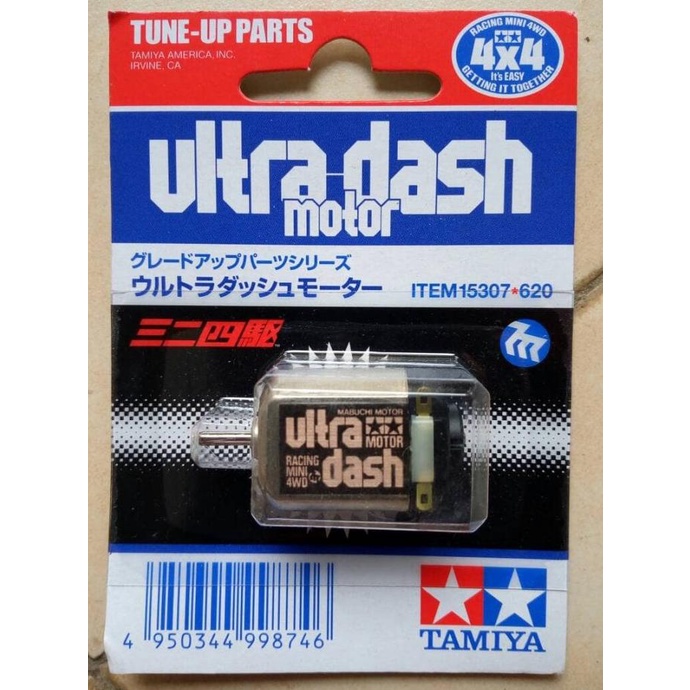 TUNE-UP PARTS
TAMIYA AMERICA, INC.
IRVINE, CA
RACING MINI 4WD
4x4
It's EASY
GETTING IT TOGETHER
ultra-dash
motor
グレードアップパーツシリーズ
ウルトラダッシュモーター
ITEM 15307*620
ミニ四駆
MABUCHI MOTOR
ultra
MOTOR
RACING
MINI
4WD
dash
4 950344 998746
TAMIYA